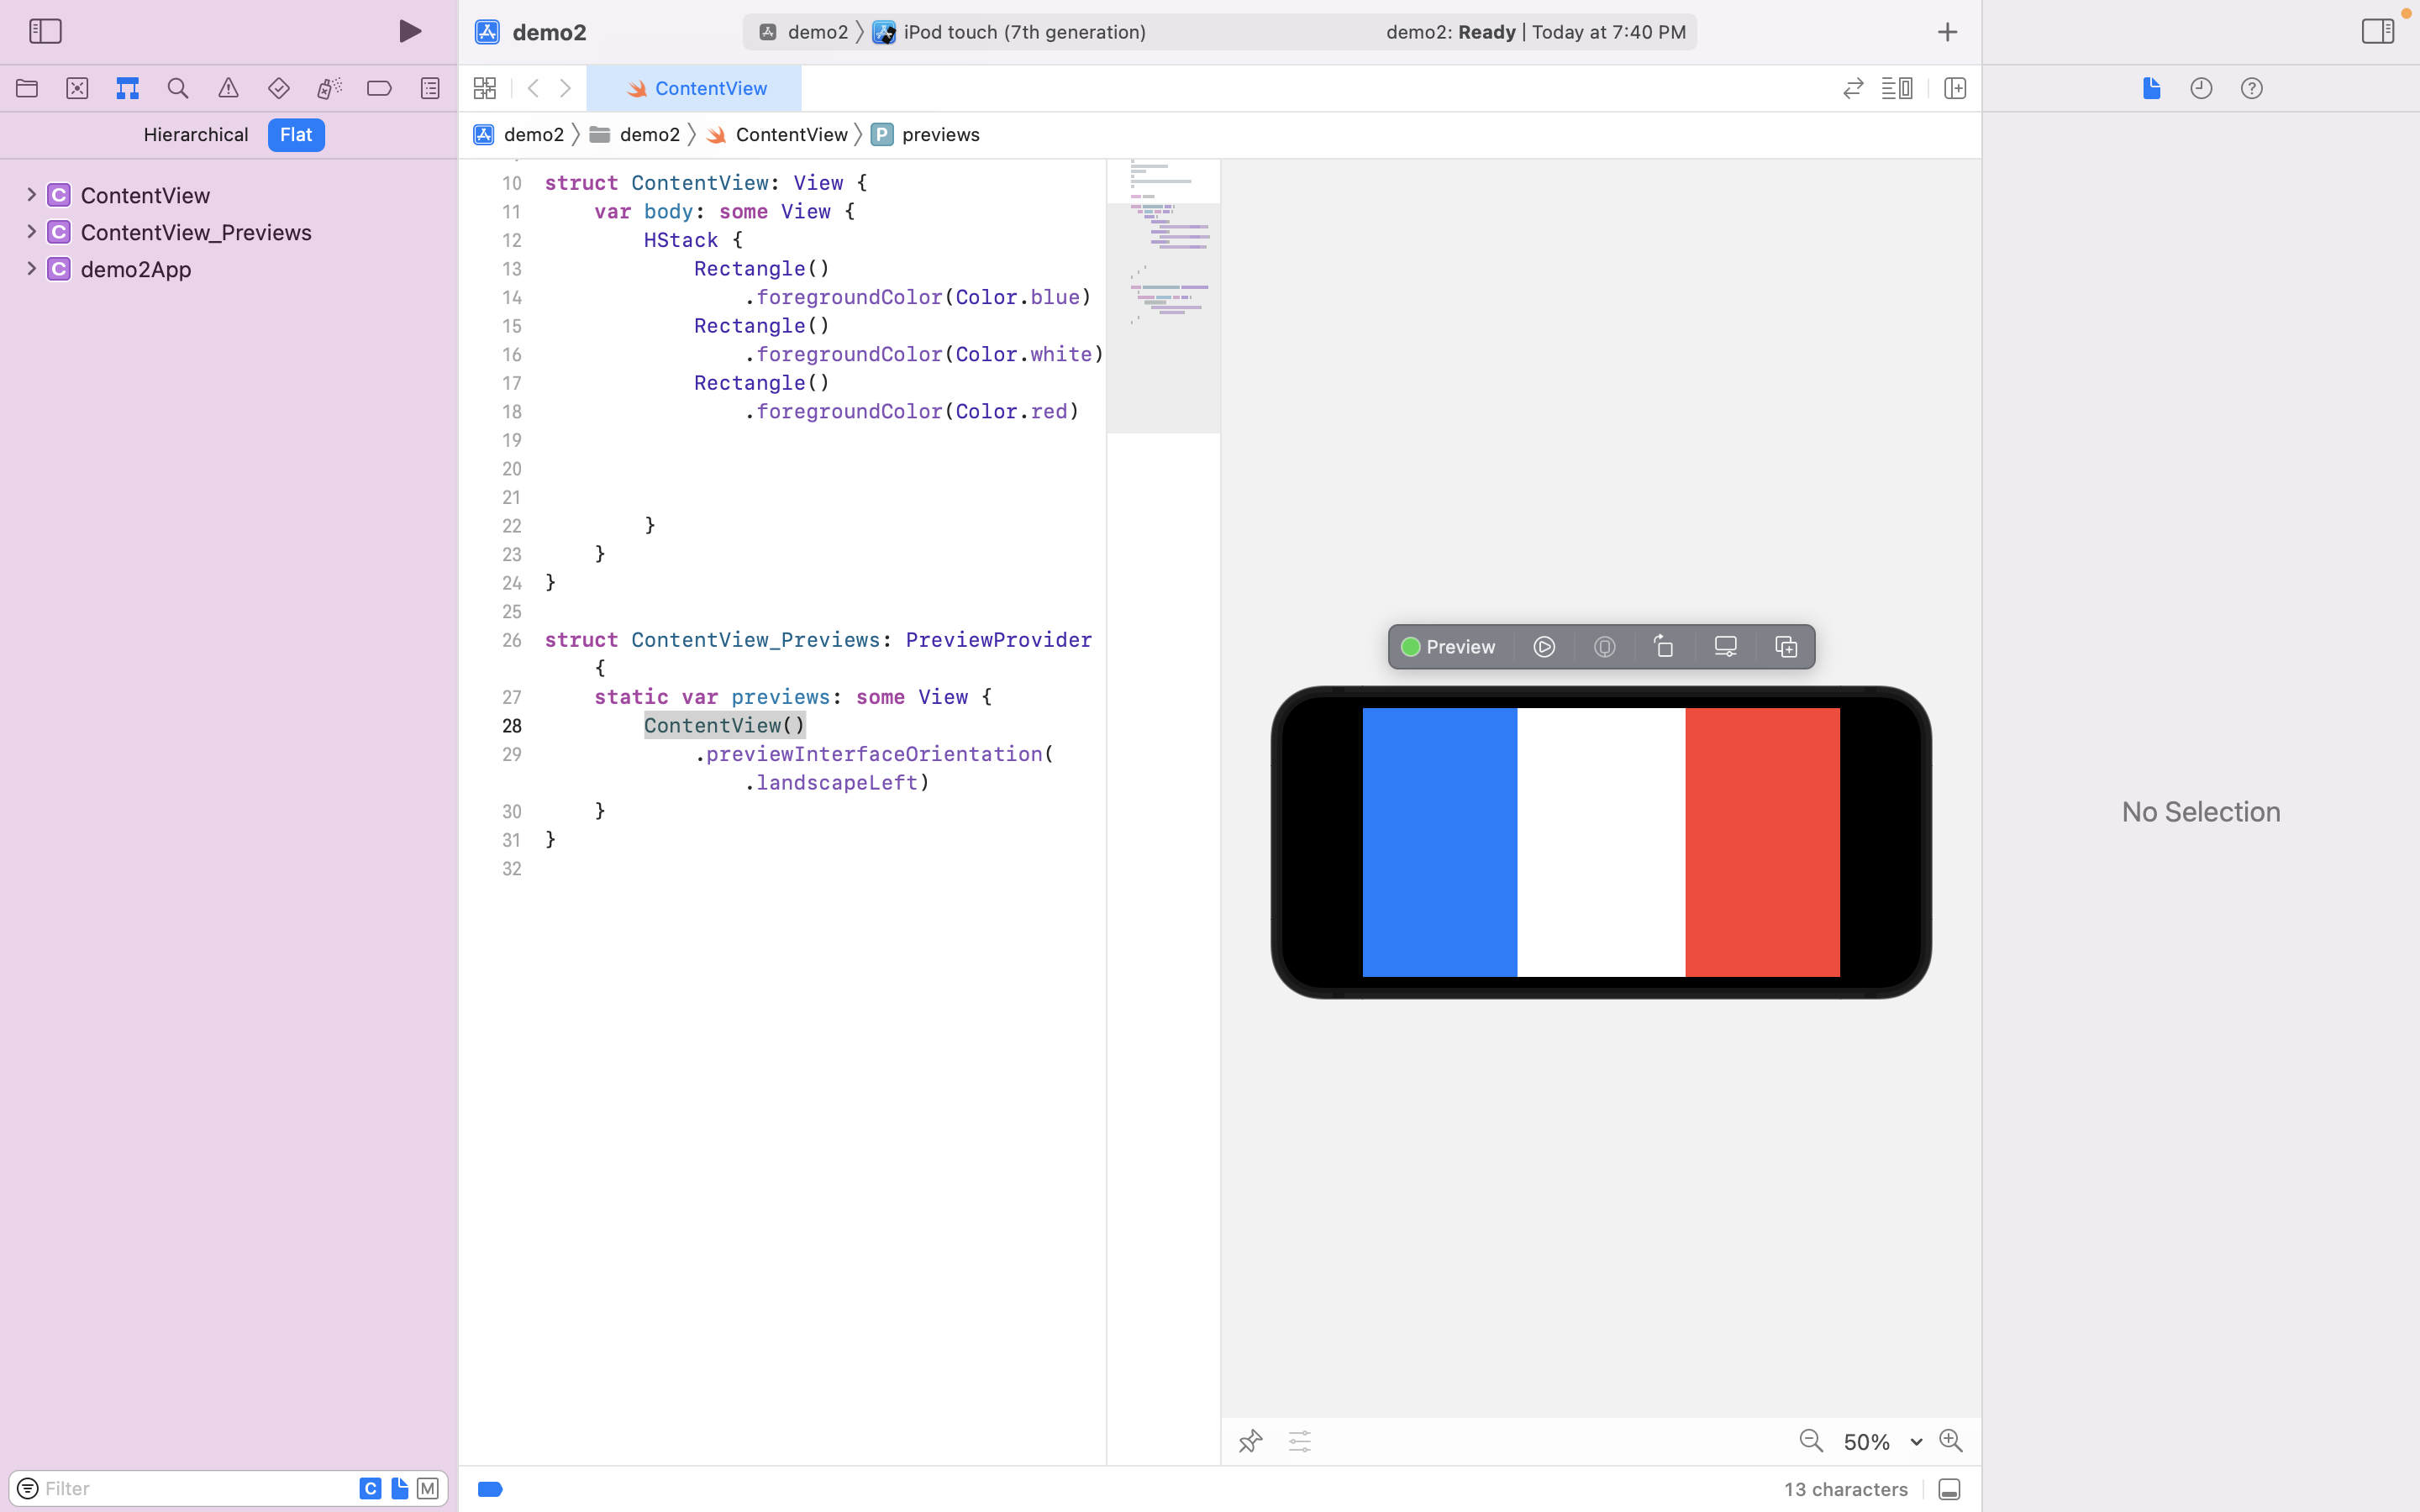 demo2
demo2 〉 iPod touch (7th generation)
demo2: Ready | Today at 7:40 PM
ContentView
Hierarchical Flat
demo2 〉 demo2 〉 ContentView 〉 P previews
C ContentView
C ContentView_Previews
C demo2App
10 struct ContentView: View {
11 var body: some View {
12 HStack {
13 Rectangle()
14 .foregroundColor(Color.blue)
15 Rectangle()
16 .foregroundColor(Color.white)
17 Rectangle()
18 .foregroundColor(Color.red)
19
20
21
22 }
23 }
24 }
25
26 struct ContentView_Previews: PreviewProvider
{
27 static var previews: some View {
28 ContentView()
29 .previewInterfaceOrientation(
.landscapeLeft)
30 }
31 }
32
Preview
No Selection
50%
Filter
C M
13 characters